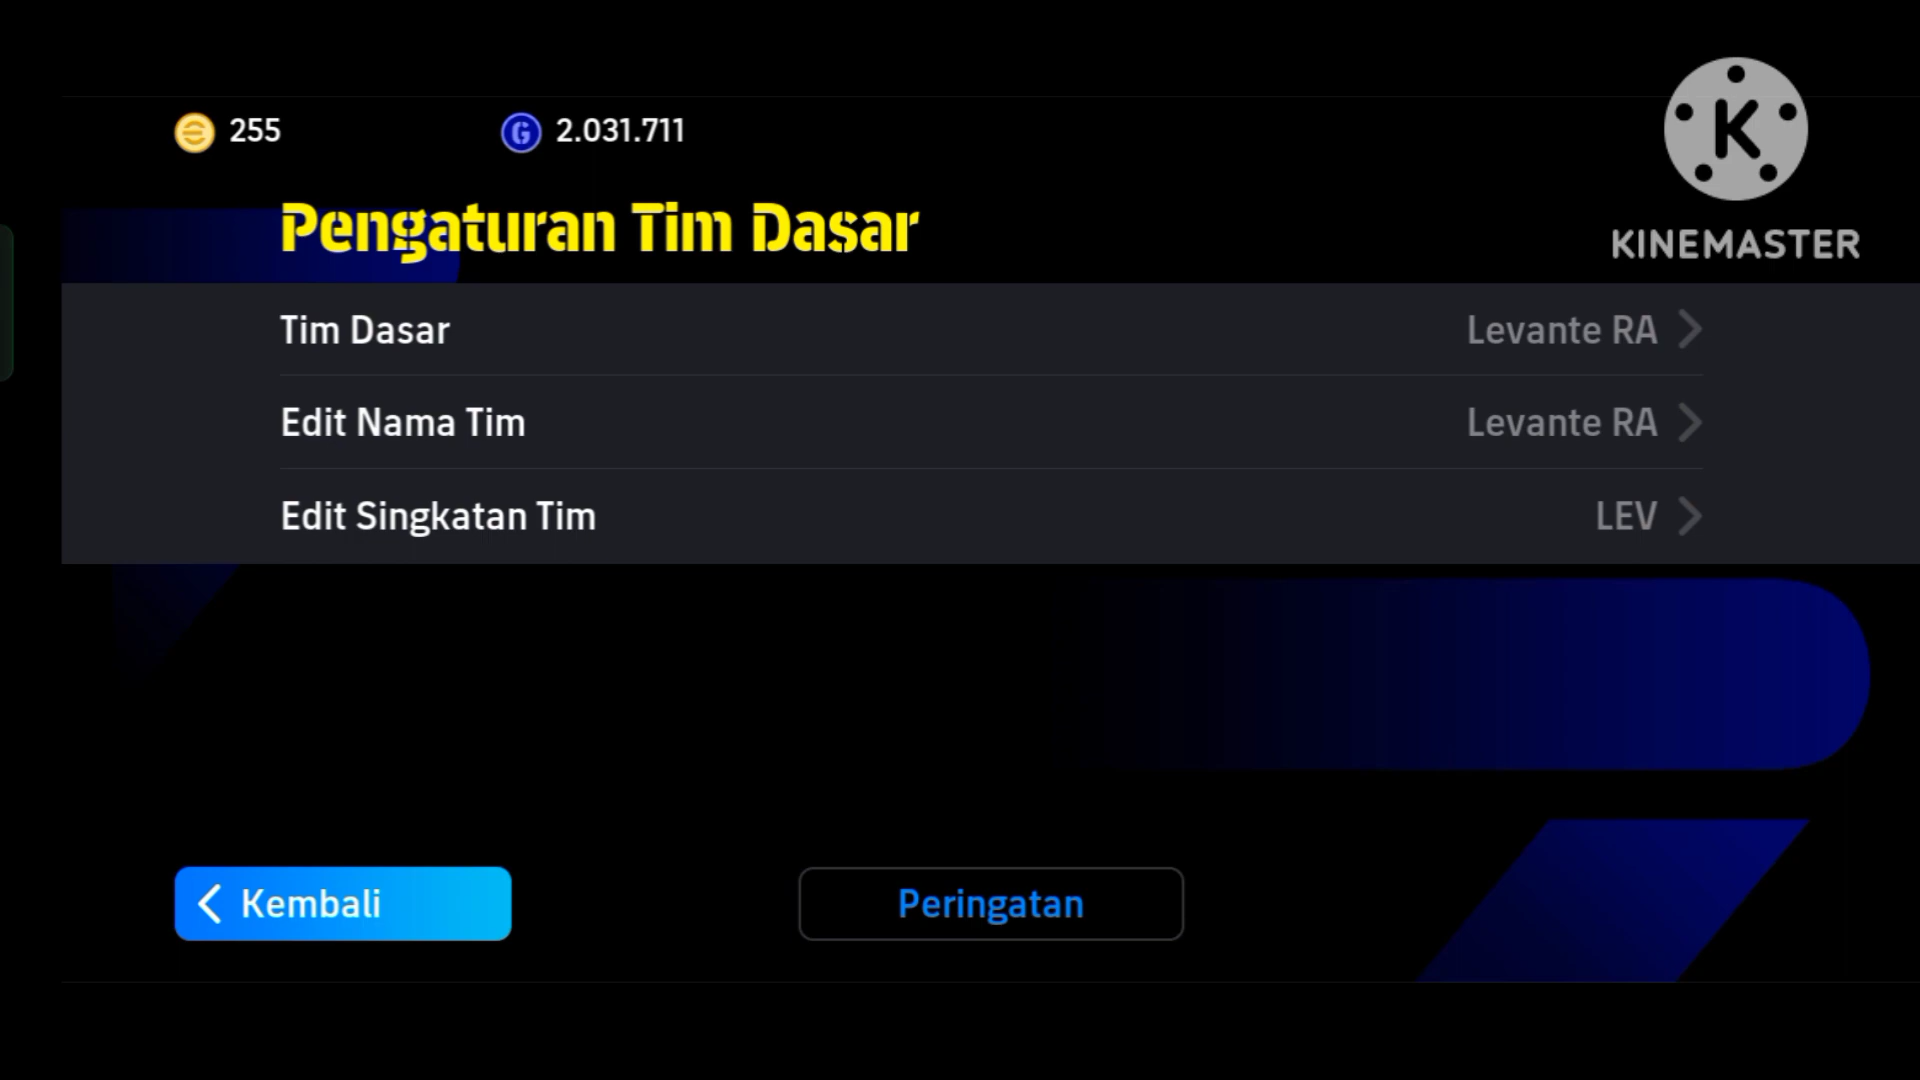 255
2.031.711
K
KINEMASTER
Pengaturan Tim Dasar
Tim Dasar
Levante RA
Edit Nama Tim
Levante RA
Edit Singkatan Tim
LEV
Kembali
Peringatan